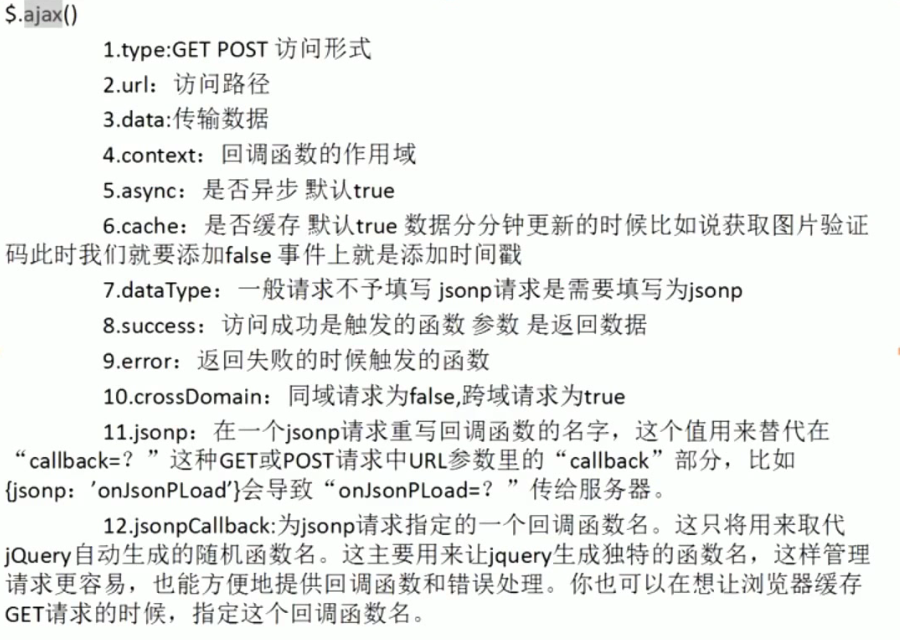 $.ajax()
1.type:GET POST 访问形式
2.url：访问路径
3.data:传输数据
4.context：回调函数的作用域
5.async：是否异步 默认true
6.cache：是否缓存 默认true 数据分分钟更新的时候比如说获取图片验证
码此时我们就要添加false 事件上就是添加时间戳
7.dataType：一般请求不予填写 jsonp请求是需要填写为jsonp
8.success：访问成功是触发的函数 参数 是返回数据
9.error：返回失败的时候触发的函数
10.crossDomain：同域请求为false,跨域请求为true
11.jsonp：在一个jsonp请求重写回调函数的名字，这个值用来替代在
“callback=？”这种GET或POST请求中URL参数里的“callback”部分，比如
{jsonp：’onJsonPLoad’}会导致“onJsonPLoad=？”传给服务器。
12.jsonpCallback:为jsonp请求指定的一个回调函数名。这只将用来取代
jQuery自动生成的随机函数名。这主要用来让jquery生成独特的函数名，这样管理
请求更容易，也能方便地提供回调函数和错误处理。你也可以在想让浏览器缓存
GET请求的时候，指定这个回调函数名。